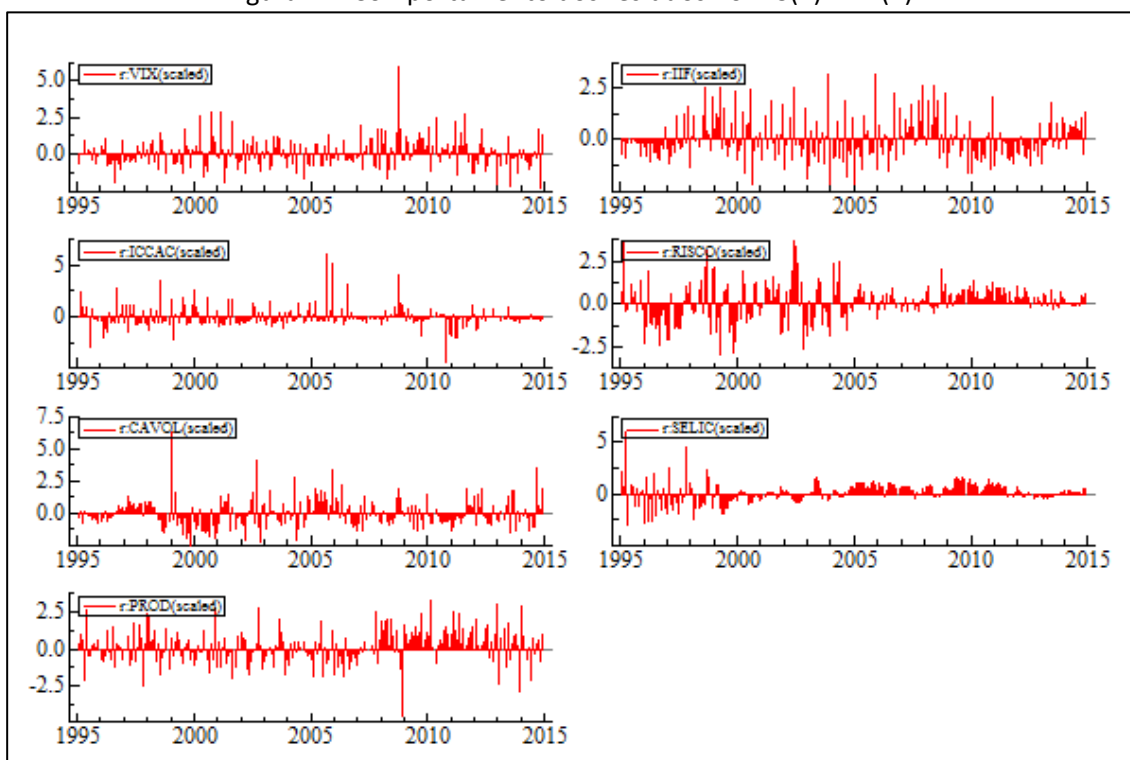 Comportamento dos resíduos
r:VIX(scaled)
5.0
2.5
0.0
1995 2000 2005 2010 2015
r:IIF(scaled)
2.5
0.0
1995 2000 2005 2010 2015
r:ICCAC(scaled)
5
0
1995 2000 2005 2010 2015
r:RISCO(scaled)
2.5
0.0
-2.5
1995 2000 2005 2010 2015
7.5
r:CAVOL(scaled)
5.0
2.5
0.0
1995 2000 2005 2010 2015
r:SELIC(scaled)
5
0
1995 2000 2005 2010 2015
r:PROD(scaled)
2.5
0.0
-2.5
1995 2000 2005 2010 2015